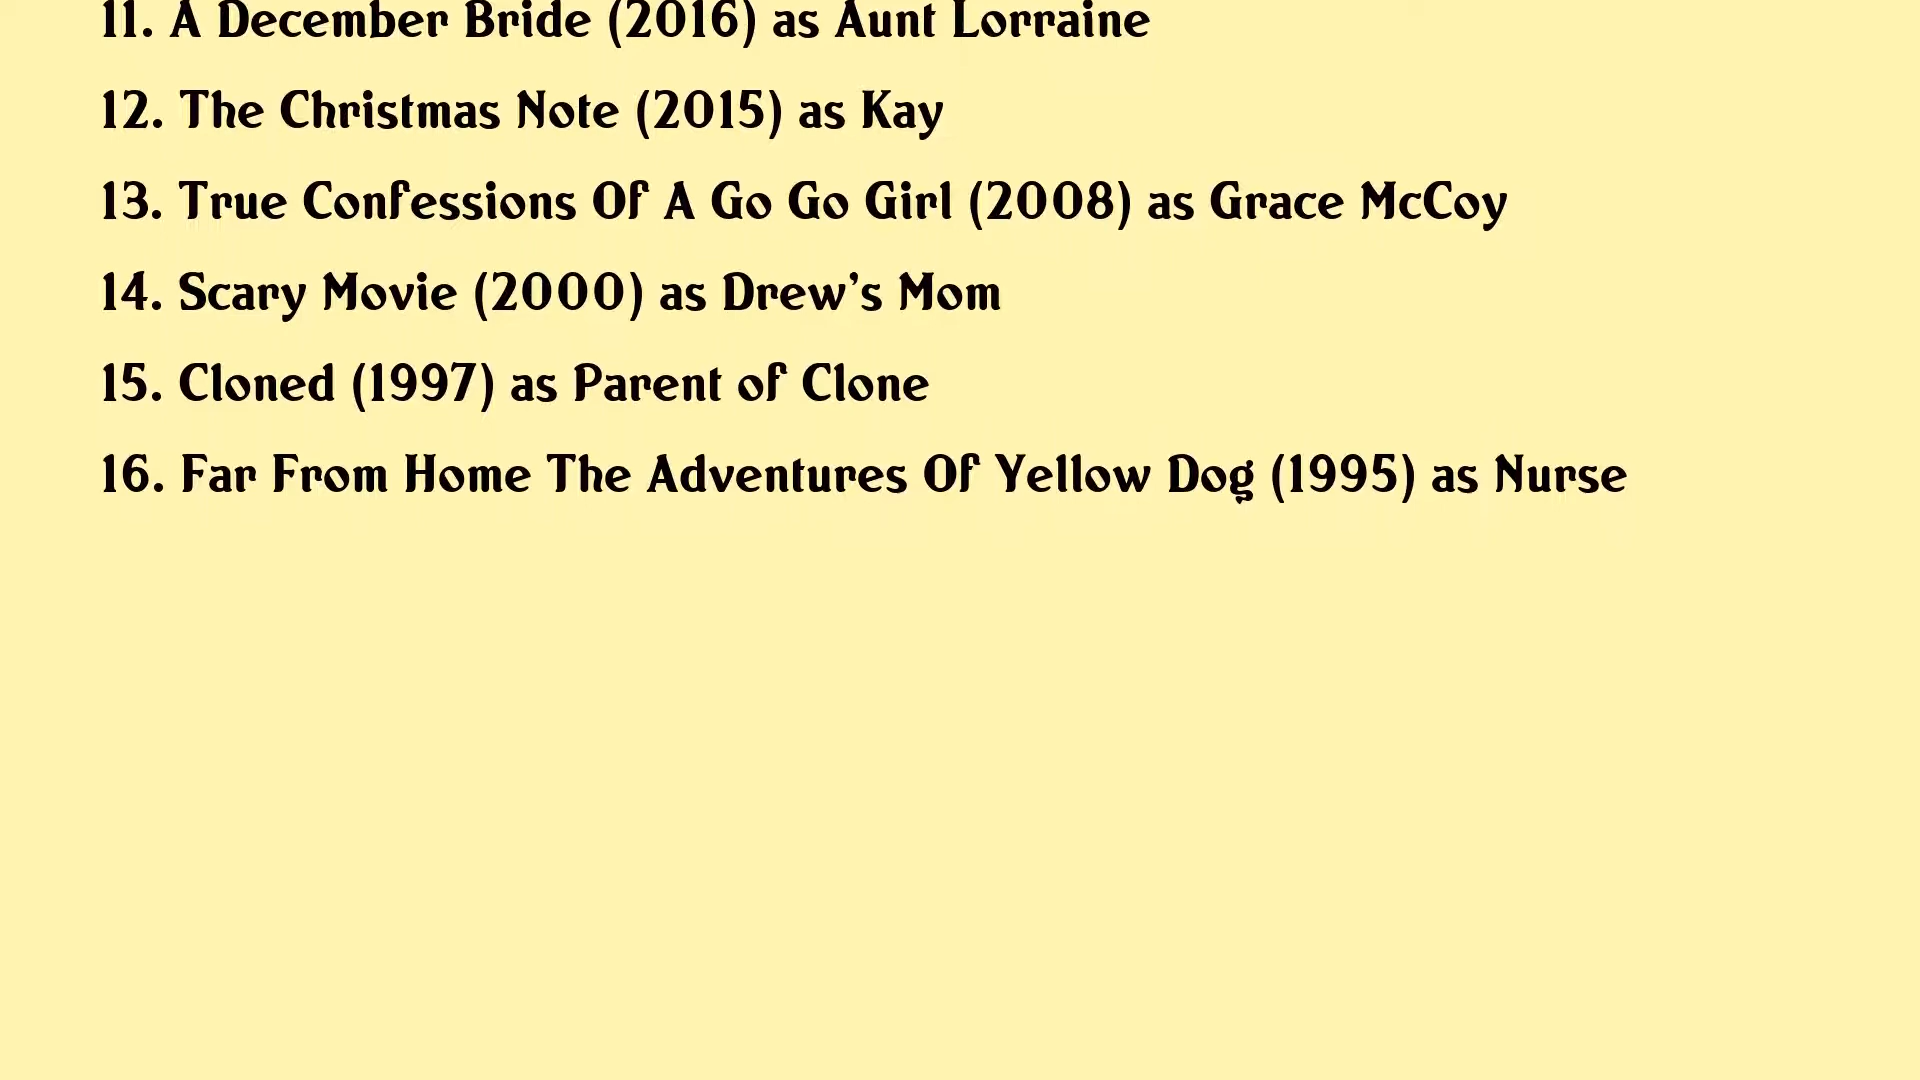 11. A December Bride (2016) as Aunt Lorraine
12. The Christmas Note (2015) as Kay
13. True Confessions Of A Go Go Girl (2008) as Grace McCoy
14. Scary Movie (2000) as Drew's Mom
15. Cloned (1997) as Parent of Clone
16. Far From Home The Adventures Of Yellow Dog (1995) as Nurse